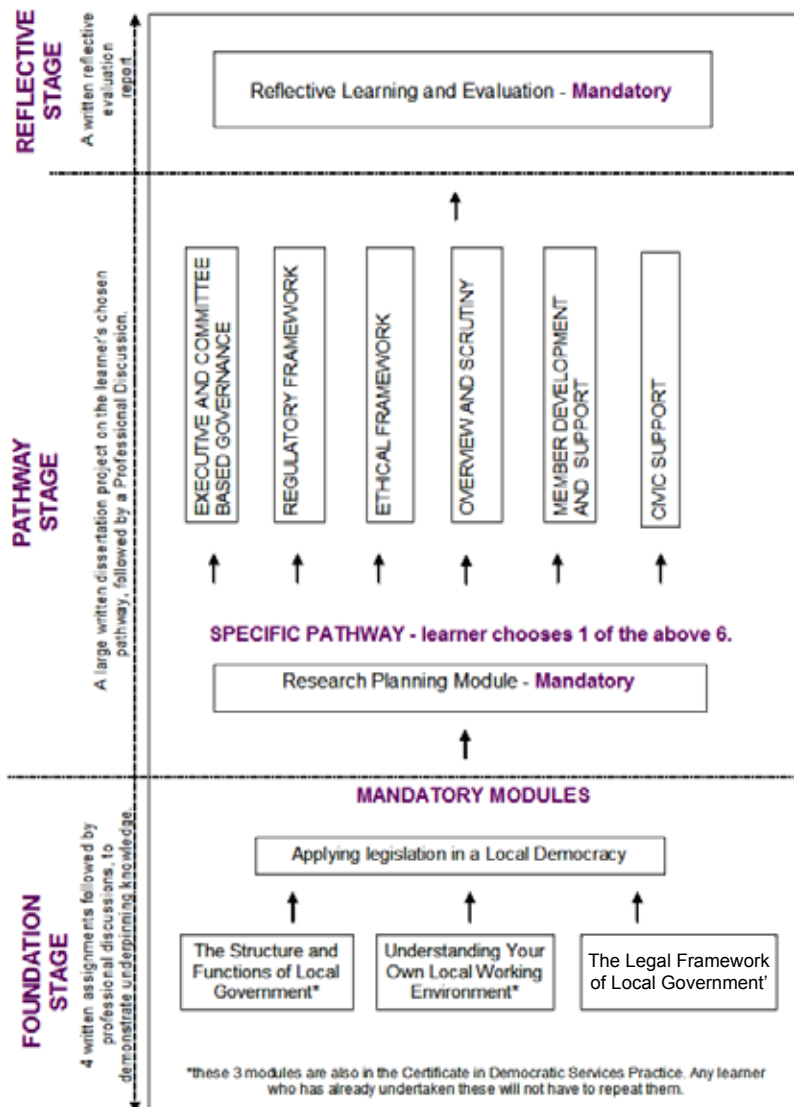 REFLECTIVE
STAGE
A written reflective
evaluation
report
Reflective Learning and Evaluation - Mandatory
PATHWAY
STAGE
A large written dissertation project on the learner's chosen
pathway, followed by a Professional Discussion.
EXECUTIVE AND COMMITTEE
BASED GOVERNANCE
REGULATORY FRAMEWORK
ETHICAL FRAMEWORK
OVERVIEW AND SCRUTINY
MEMBER DEVELOPMENT
AND SUPPORT
CIVIC SUPPORT
SPECIFIC PATHWAY - learner chooses 1 of the above 6.
Research Planning Module - Mandatory
FOUNDATION
STAGE
4 written assignments followed by
professional discussions, to
demonstrate underpinning knowledge.
MANDATORY MODULES
Applying legislation in a Local Democracy
The Structure and
Functions of Local
Government*
Understanding Your
Own Local Working
Environment*
The Legal Framework
of Local Government’
*these 3 modules are also in the Certificate in Democratic Services Practice. Any learner
who has already undertaken these will not have to repeat them.